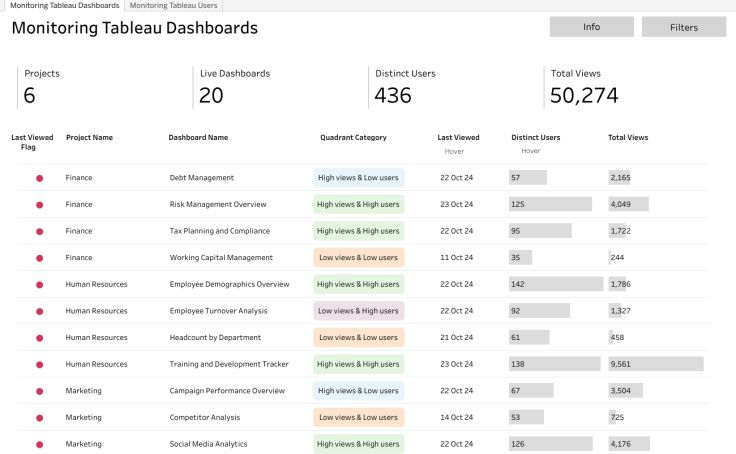 Monitoring Tableau Dashboards Monitoring Tableau Users
Monitoring Tableau Dashboards Info Filters
Projects Live Dashboards Distinct Users Total Views
6 20 436 50,274
Last Viewed Flag Project Name Dashboard Name Quadrant Category Last Viewed Distinct Users Total Views
Hover Hover
Finance Debt Management High views & Low users 22 Oct 24 57 2,165
Finance Risk Management Overview High views & High users 23 Oct 24 125 4,049
Finance Tax Planning and Compliance High views & High users 22 Oct 24 95 1,722
Finance Working Capital Management Low views & Low users 11 Oct 24 35 244
Human Resources Employee Demographics Overview High views & High users 22 Oct 24 142 1,786
Human Resources Employee Turnover Analysis Low views & High users 22 Oct 24 92 1,327
Human Resources Headcount by Department Low views & Low users 21 Oct 24 61 458
Human Resources Training and Development Tracker High views & High users 23 Oct 24 138 9,561
Marketing Campaign Performance Overview High views & Low users 22 Oct 24 67 3,504
Marketing Competitor Analysis Low views & Low users 14 Oct 24 53 725
Marketing Social Media Analytics High views & High users 22 Oct 24 126 4,176